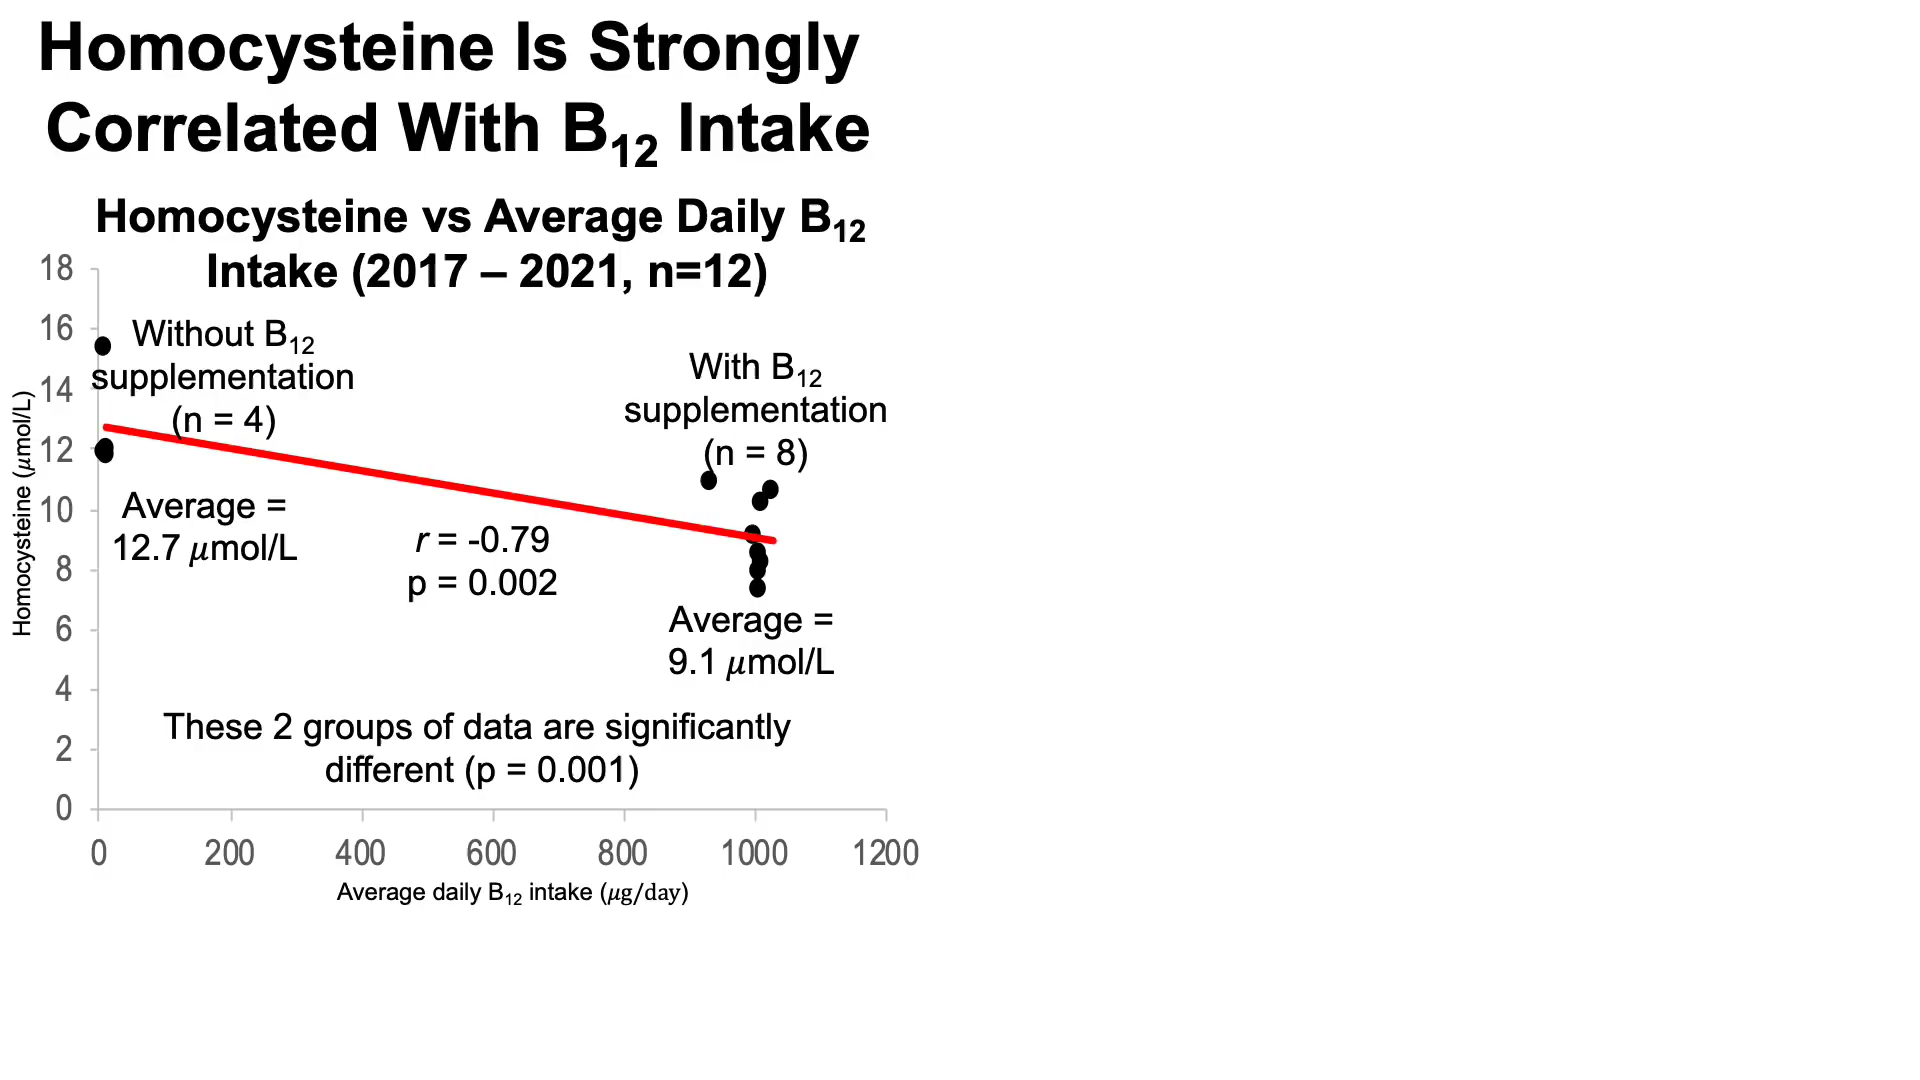 Homocysteine Is Strongly
Correlated With B₁₂ Intake
Homocysteine vs Average Daily B₁₂
Intake (2017 – 2021, n=12)
18
16
14
12
10
8
6
4
2
0
Homocysteine (μmol/L)
Without B₁₂
supplementation
(n = 4)
Average =
12.7 μmol/L
r = -0.79
p = 0.002
With B₁₂
supplementation
(n = 8)
Average =
9.1 μmol/L
These 2 groups of data are significantly
different (p = 0.001)
0 200 400 600 800 1000 1200
Average daily B₁₂ intake (μg/day)